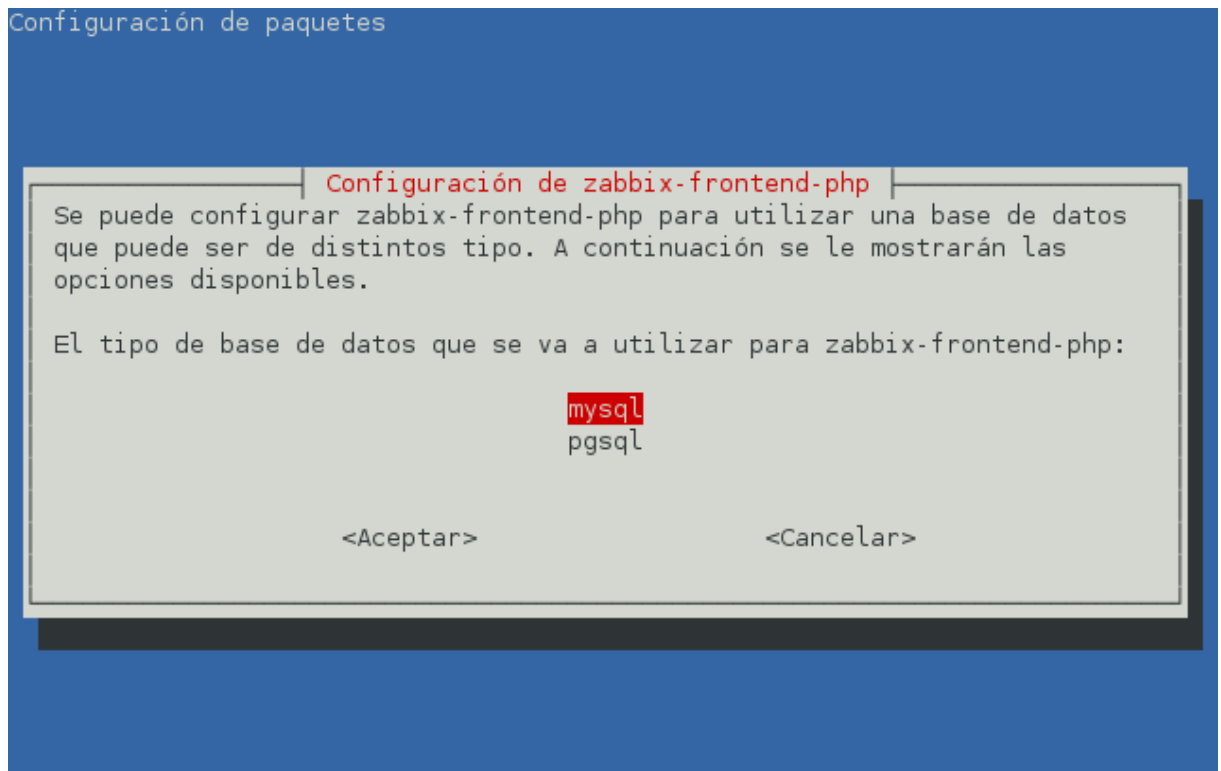 Configuración de paquetes
Configuración de zabbix-frontend-php
Se puede configurar zabbix-frontend-php para utilizar una base de datos
que puede ser de distintos tipo. A continuación se le mostrarán las
opciones disponibles.
El tipo de base de datos que se va a utilizar para zabbix-frontend-php:
mysql
pgsql
<Aceptar> <Cancelar>